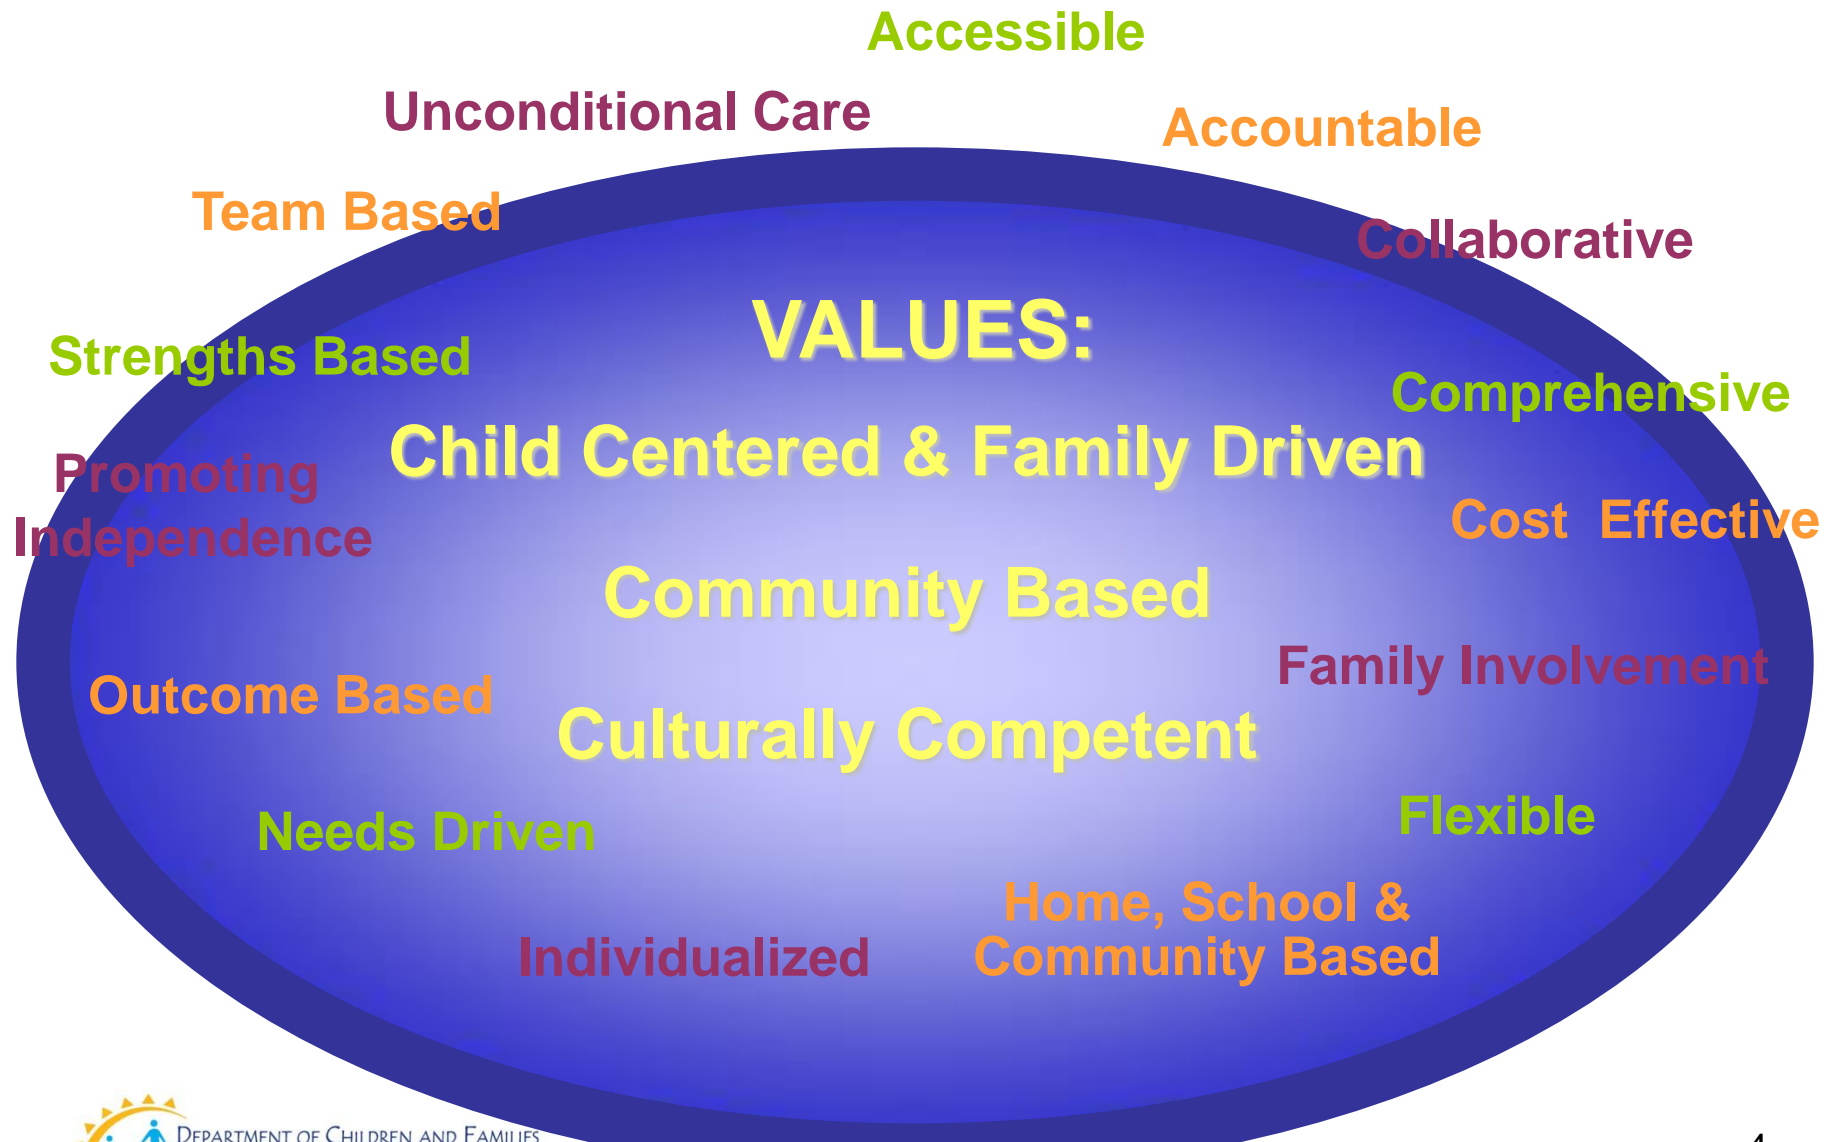 Accessible
Unconditional Care
Accountable
Team Based
Collaborative
VALUES:
Strengths Based
Comprehensive
Child Centered & Family Driven
Promoting
Independence
Cost  Effective
Community Based
Family Involvement
Outcome Based
Culturally Competent
Flexible
Needs Driven
Home, School &
Community Based
Individualized
DEPARTMENT OF CHILDREN AND FAMILIES
4